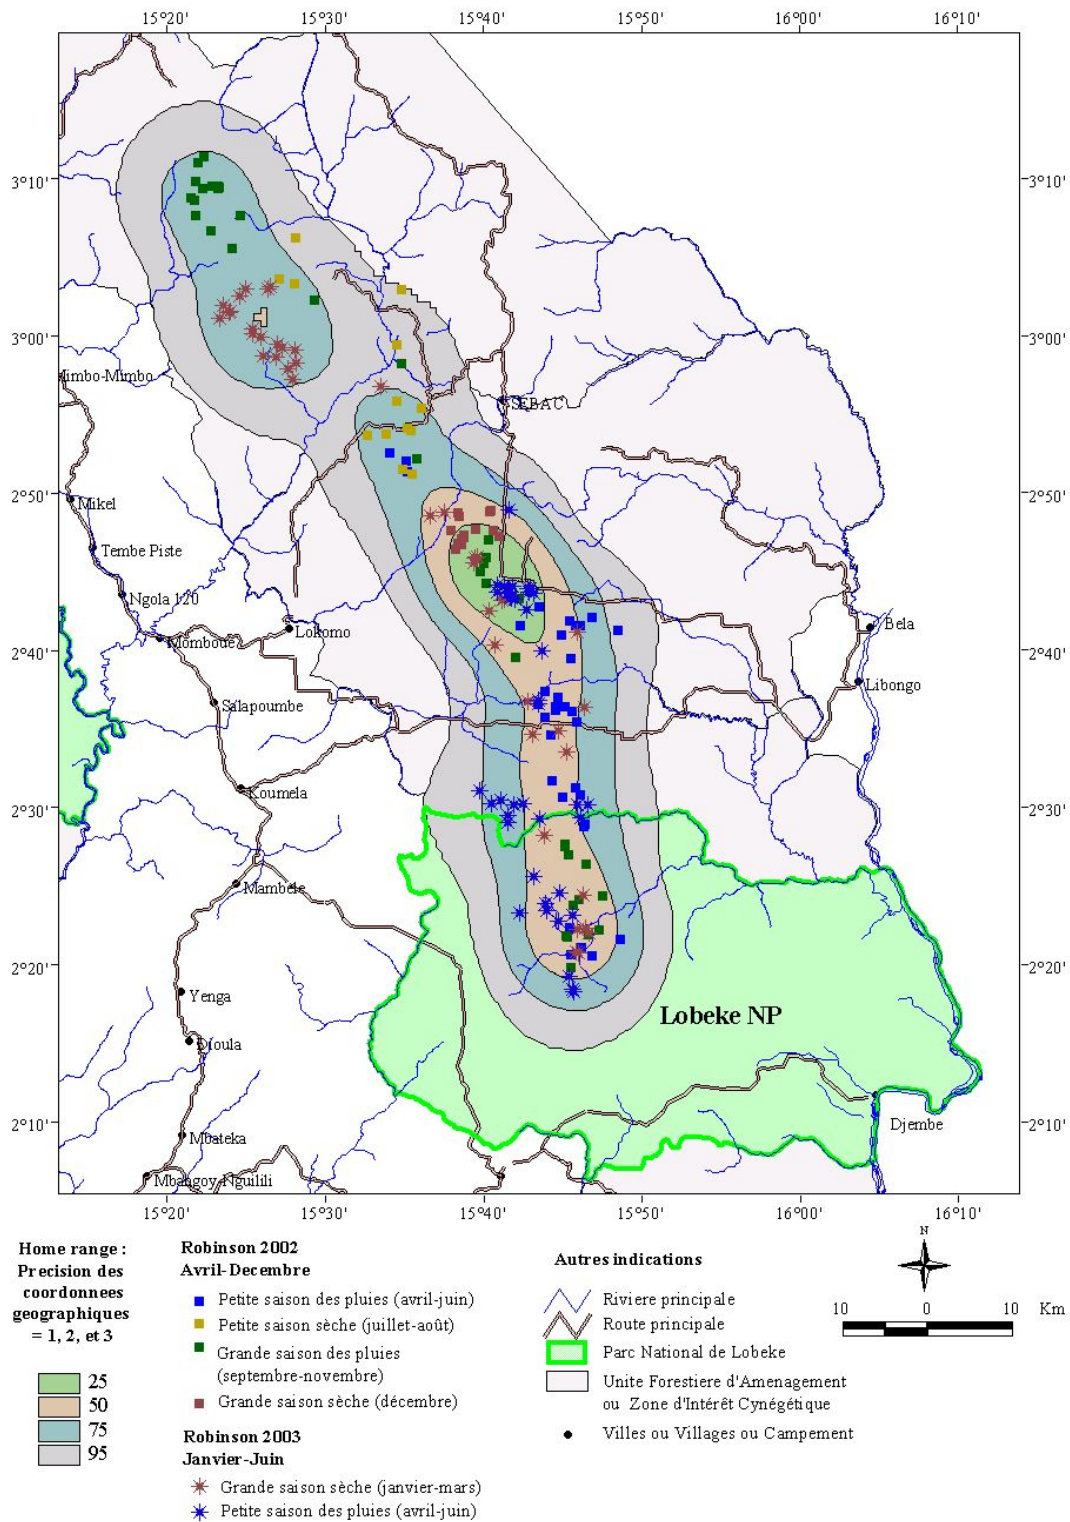 15°20' 15°30' 15°40' 15°50' 16°00' 16°10'
3°10' 3°10'
3°00' 3°00'
Mimbo-Mimbo
SEBAC
2°50' 2°50'
Mikel
Tembe Piste
Ngola 120
Lokomo
Momboue
Bela
2°40' 2°40'
Libongo
Salapoumbe
Koumela
2°30' 2°30'
Mambele
2°20' 2°20'
Yenga
Lobeke NP
Dioula
2°10' 2°10'
Djembe
Mbateka
Mbangoy-Nguilili
15°20' 15°30' 15°40' 15°50' 16°00' 16°10'
Home range :
Precision des
coordonnees
geographiques
= 1, 2, et 3
25
50
75
95
Robinson 2002
Avril-Decembre
Petite saison des pluies (avril-juin)
Petite saison sèche (juillet-août)
Grande saison des pluies
(septembre-novembre)
Grande saison sèche (décembre)
Robinson 2003
Janvier-Juin
Grande saison sèche (janvier-mars)
Petite saison des pluies (avril-juin)
Autres indications
Riviere principale
Route principale
Parc National de Lobeke
Unite Forestiere d'Amenagement
ou Zone d'Intérêt Cynégétique
Villes ou Villages ou Campement
N
10 0 10 Km